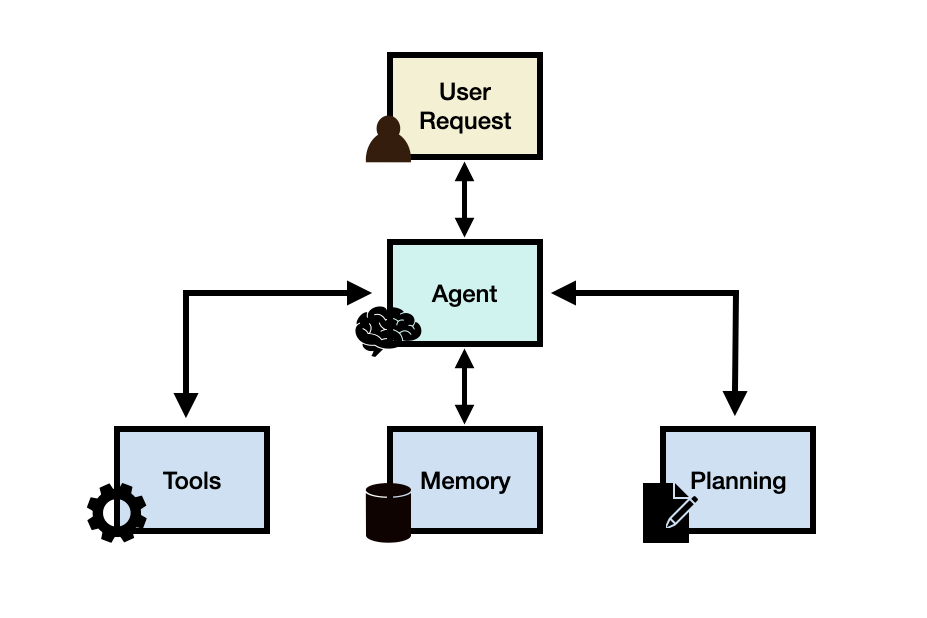 User
Request
Agent
Tools
Memory
Planning